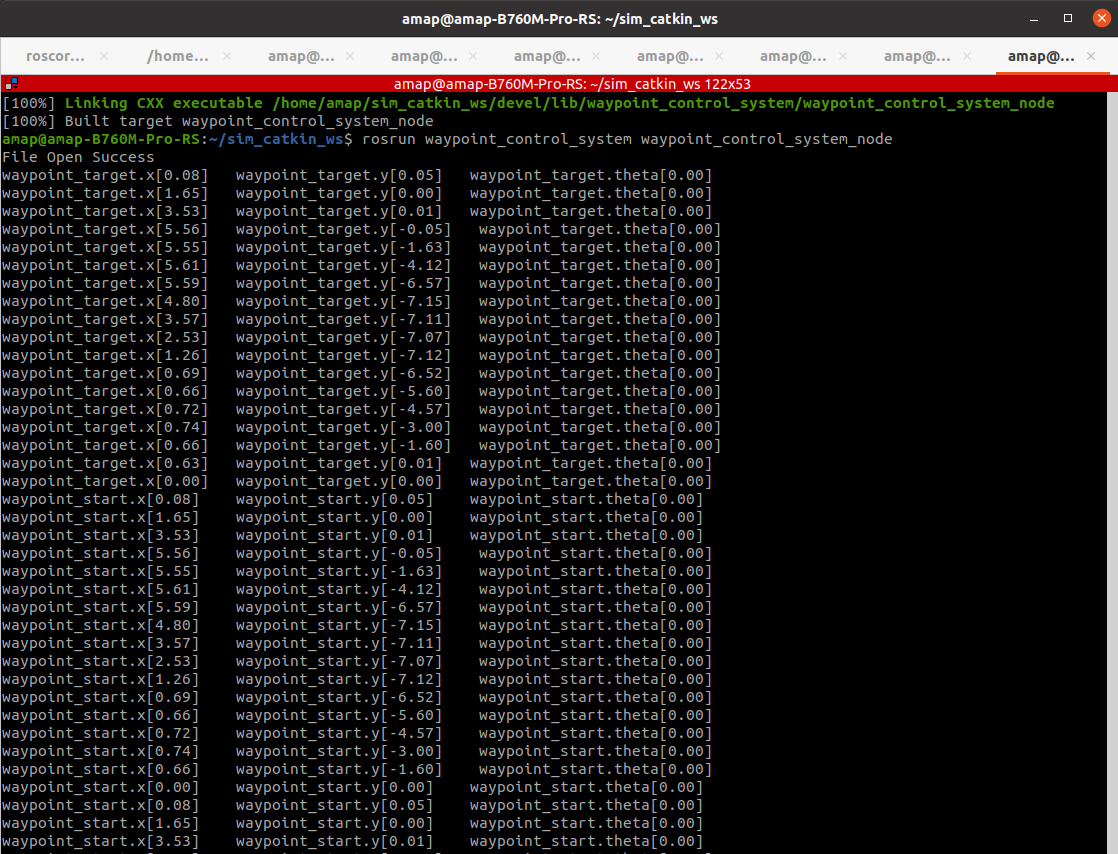 amap@amap-B760M-Pro-RS: ~/sim_catkin_ws
roscor... × /home... × amap@... × amap@... × amap@... × amap@... × amap@... × amap@... × amap@... ×
amap@amap-B760M-Pro-RS: ~/sim_catkin_ws 122x53
[100%] Linking CXX executable /home/amap/sim_catkin_ws/devel/lib/waypoint_control_system/waypoint_control_system_node
[100%] Built target waypoint_control_system_node
amap@amap-B760M-Pro-RS:~/sim_catkin_ws$ rosrun waypoint_control_system waypoint_control_system_node
File Open Success
waypoint_target.x[0.08]   waypoint_target.y[0.05]    waypoint_target.theta[0.00]
waypoint_target.x[1.65]   waypoint_target.y[0.00]    waypoint_target.theta[0.00]
waypoint_target.x[3.53]   waypoint_target.y[0.01]    waypoint_target.theta[0.00]
waypoint_target.x[5.56]   waypoint_target.y[-0.05]   waypoint_target.theta[0.00]
waypoint_target.x[5.55]   waypoint_target.y[-1.63]   waypoint_target.theta[0.00]
waypoint_target.x[5.61]   waypoint_target.y[-4.12]   waypoint_target.theta[0.00]
waypoint_target.x[5.59]   waypoint_target.y[-6.57]   waypoint_target.theta[0.00]
waypoint_target.x[4.80]   waypoint_target.y[-7.15]   waypoint_target.theta[0.00]
waypoint_target.x[3.57]   waypoint_target.y[-7.11]   waypoint_target.theta[0.00]
waypoint_target.x[2.53]   waypoint_target.y[-7.07]   waypoint_target.theta[0.00]
waypoint_target.x[1.26]   waypoint_target.y[-7.12]   waypoint_target.theta[0.00]
waypoint_target.x[0.69]   waypoint_target.y[-6.52]   waypoint_target.theta[0.00]
waypoint_target.x[0.66]   waypoint_target.y[-5.60]   waypoint_target.theta[0.00]
waypoint_target.x[0.72]   waypoint_target.y[-4.57]   waypoint_target.theta[0.00]
waypoint_target.x[0.74]   waypoint_target.y[-3.00]   waypoint_target.theta[0.00]
waypoint_target.x[0.66]   waypoint_target.y[-1.60]   waypoint_target.theta[0.00]
waypoint_target.x[0.63]   waypoint_target.y[0.01]    waypoint_target.theta[0.00]
waypoint_target.x[0.00]   waypoint_target.y[0.00]    waypoint_target.theta[0.00]
waypoint_start.x[0.08]    waypoint_start.y[0.05]    waypoint_start.theta[0.00]
waypoint_start.x[1.65]    waypoint_start.y[0.00]    waypoint_start.theta[0.00]
waypoint_start.x[3.53]    waypoint_start.y[0.01]    waypoint_start.theta[0.00]
waypoint_start.x[5.56]    waypoint_start.y[-0.05]    waypoint_start.theta[0.00]
waypoint_start.x[5.55]    waypoint_start.y[-1.63]    waypoint_start.theta[0.00]
waypoint_start.x[5.61]    waypoint_start.y[-4.12]    waypoint_start.theta[0.00]
waypoint_start.x[5.59]    waypoint_start.y[-6.57]    waypoint_start.theta[0.00]
waypoint_start.x[4.80]    waypoint_start.y[-7.15]    waypoint_start.theta[0.00]
waypoint_start.x[3.57]    waypoint_start.y[-7.11]    waypoint_start.theta[0.00]
waypoint_start.x[2.53]    waypoint_start.y[-7.07]    waypoint_start.theta[0.00]
waypoint_start.x[1.26]    waypoint_start.y[-7.12]    waypoint_start.theta[0.00]
waypoint_start.x[0.69]    waypoint_start.y[-6.52]    waypoint_start.theta[0.00]
waypoint_start.x[0.66]    waypoint_start.y[-5.60]    waypoint_start.theta[0.00]
waypoint_start.x[0.72]    waypoint_start.y[-4.57]    waypoint_start.theta[0.00]
waypoint_start.x[0.74]    waypoint_start.y[-3.00]    waypoint_start.theta[0.00]
waypoint_start.x[0.66]    waypoint_start.y[-1.60]    waypoint_start.theta[0.00]
waypoint_start.x[0.00]    waypoint_start.y[0.00]    waypoint_start.theta[0.00]
waypoint_start.x[0.08]    waypoint_start.y[0.05]    waypoint_start.theta[0.00]
waypoint_start.x[1.65]    waypoint_start.y[0.00]    waypoint_start.theta[0.00]
waypoint_start.x[3.53]    waypoint_start.y[0.01]    waypoint_start.theta[0.00]